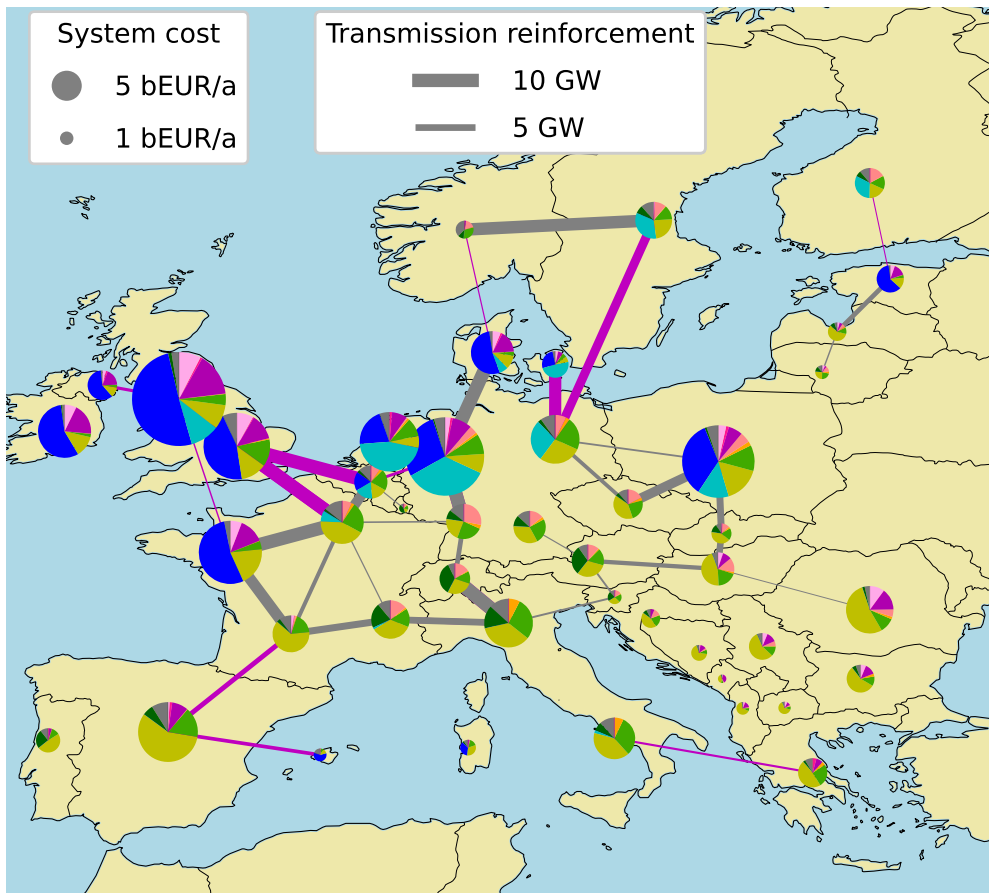 System cost
5 bEUR/a
1 bEUR/a
Transmission reinforcement
10 GW
5 GW